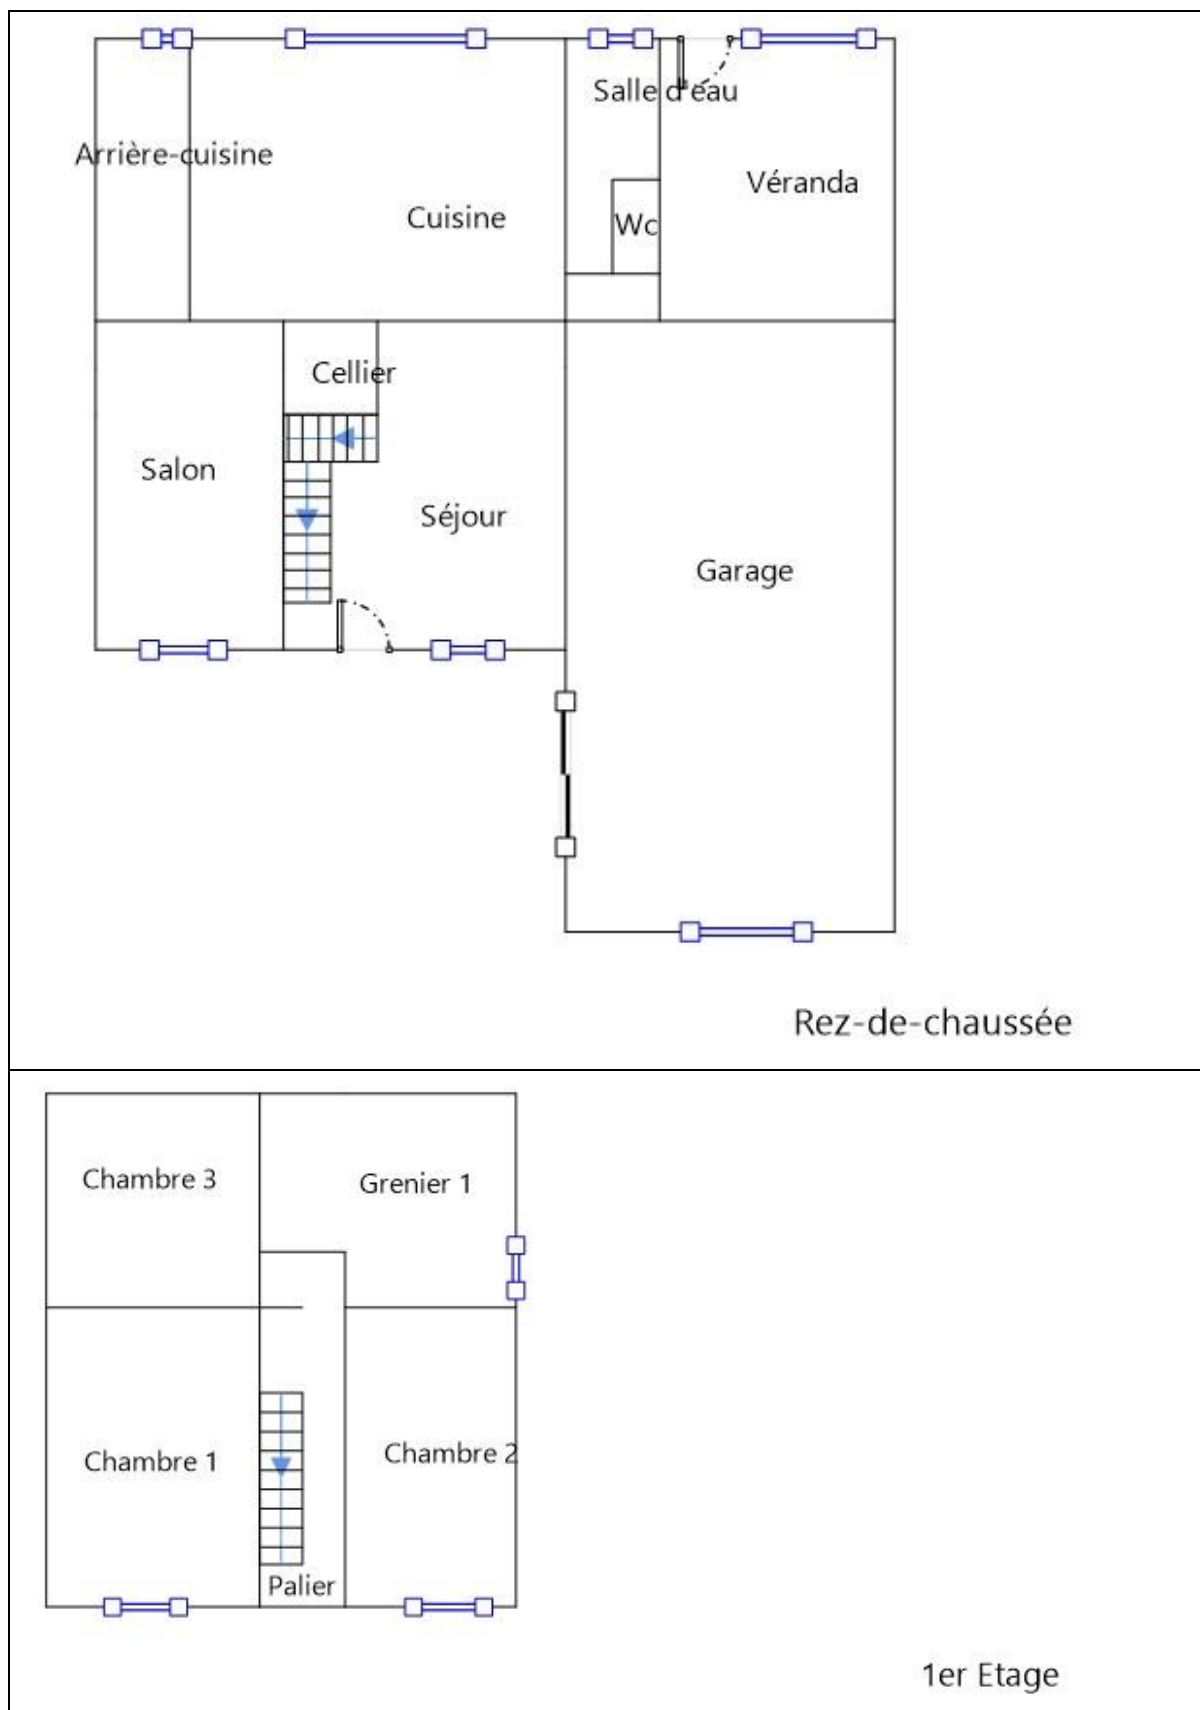 Salle d'eau
Arrière-cuisine
Véranda
Cuisine
Wc
Cellier
Salon
Séjour
Garage
Rez-de-chaussée
Chambre 3
Grenier 1
Chambre 1
Chambre 2
Palier
1er Etage